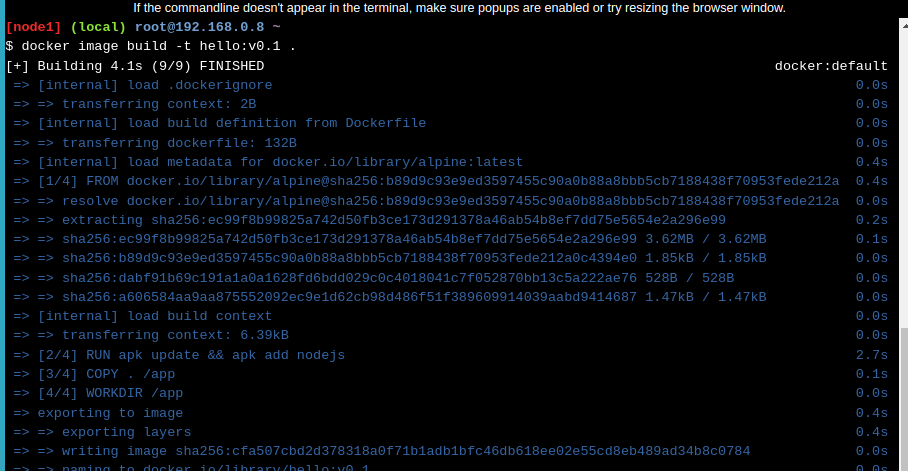 If the commandline doesn't appear in the terminal, make sure popups are enabled or try resizing the browser window.
[node1] (local) root@192.168.0.8 ~
$ docker image build -t hello:v0.1 .
[+] Building 4.1s (9/9) FINISHED docker:default
=> [internal] load .dockerignore 0.0s
=> => transferring context: 2B 0.0s
=> [internal] load build definition from Dockerfile 0.0s
=> => transferring dockerfile: 132B 0.0s
=> [internal] load metadata for docker.io/library/alpine:latest 0.4s
=> [1/4] FROM docker.io/library/alpine@sha256:b89d9c93e9ed3597455c90a0b88a8bbb5cb7188438f70953fede212a 0.4s
=> => resolve docker.io/library/alpine@sha256:b89d9c93e9ed3597455c90a0b88a8bbb5cb7188438f70953fede212a 0.0s
=> => extracting sha256:ec99f8b99825a742d50fb3ce173d291378a46ab54b8ef7dd75e5654e2a296e99 0.2s
=> => sha256:ec99f8b99825a742d50fb3ce173d291378a46ab54b8ef7dd75e5654e2a296e99 3.62MB / 3.62MB 0.1s
=> => sha256:b89d9c93e9ed3597455c90a0b88a8bbb5cb7188438f70953fede212a0c4394e0 1.85kB / 1.85kB 0.0s
=> => sha256:dabf91b69c191a1a0a1628fd6bdd029c0c4018041c7f052870bb13c5a222ae76 528B / 528B 0.0s
=> => sha256:a606584aa9aa875552092ec9e1d62cb98d486f51f389609914039aabd9414687 1.47kB / 1.47kB 0.0s
=> [internal] load build context 0.0s
=> => transferring context: 6.39kB 0.0s
=> [2/4] RUN apk update && apk add nodejs 2.7s
=> [3/4] COPY . /app 0.1s
=> [4/4] WORKDIR /app 0.0s
=> exporting to image 0.4s
=> => exporting layers 0.4s
=> => writing image sha256:cfa507cbd2d378318a0f71b1adb1bfc46db618ee02e55cd8eb489ad34b8c0784 0.0s
=> => naming to docker.io/library/hello:v0.1 0.0s